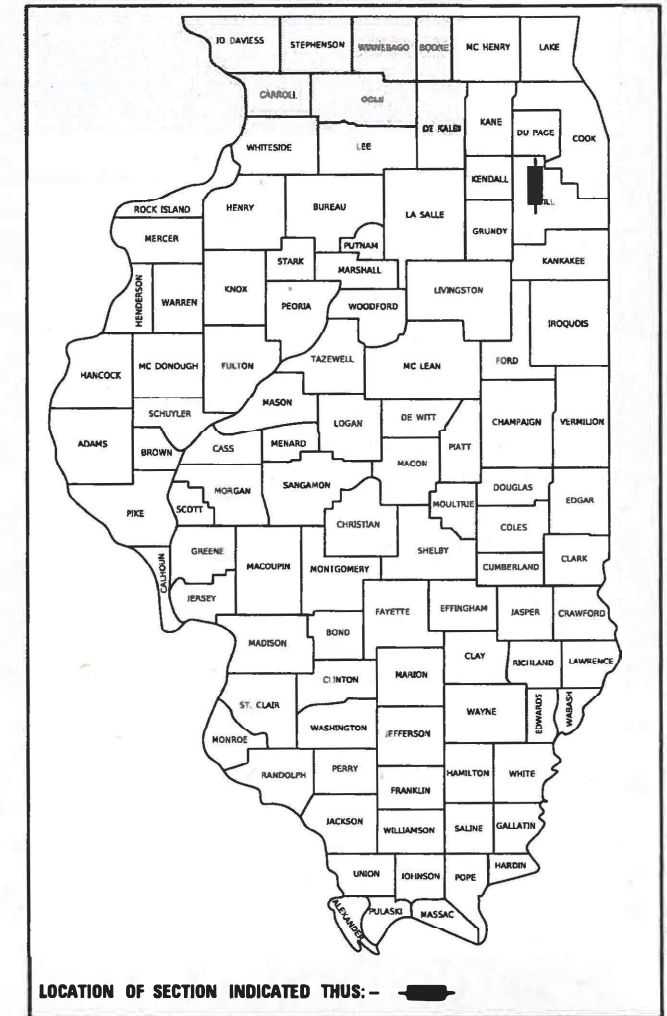 JO DAVIESS
STEPHENSON
WINNEBAGO
BOONE
MC HENRY
LAKE
CARROLL
OGLE
DE KALB
KANE
DU PAGE
COOK
WHITESIDE
LEE
KENDALL
ILL
ROCK ISLAND
HENRY
BUREAU
LA SALLE
GRUNDY
MERCER
PUTNAM
KANKAKEE
HENDERSON
WARREN
KNOX
STARK
MARSHALL
PEORIA
WOODFORD
LIVINGSTON
IROQUOIS
HANCOCK
MC DONOUGH
FULTON
TAZEWELL
MC LEAN
FORD
SCHUYLER
MASON
LOGAN
DE WITT
CHAMPAIGN
VERMILION
ADAMS
BROWN
CASS
MENARD
PIATT
MACON
PIKE
SCOTT
MORGAN
SANGAMON
MOULTRIE
DOUGLAS
EDGAR
CHRISTIAN
COLES
CALHOUN
GREENE
MACOUPIN
MONTGOMERY
SHELBY
CUMBERLAND
CLARK
JERSEY
FAYETTE
EFFINGHAM
JASPER
CRAWFORD
MADISON
BOND
CLAY
RICHLAND
LAWRENCE
CLINTON
MARION
ST. CLAIR
WAYNE
EDWARDS
WABASH
MONROE
WASHINGTON
JEFFERSON
RANDOLPH
PERRY
HAMILTON
WHITE
FRANKLIN
JACKSON
WILLIAMSON
SALINE
GALLATIN
UNION
JOHNSON
POPE
HARDIN
ALEXANDER
PULASKI
MASSAC
LOCATION OF SECTION INDICATED THUS:-